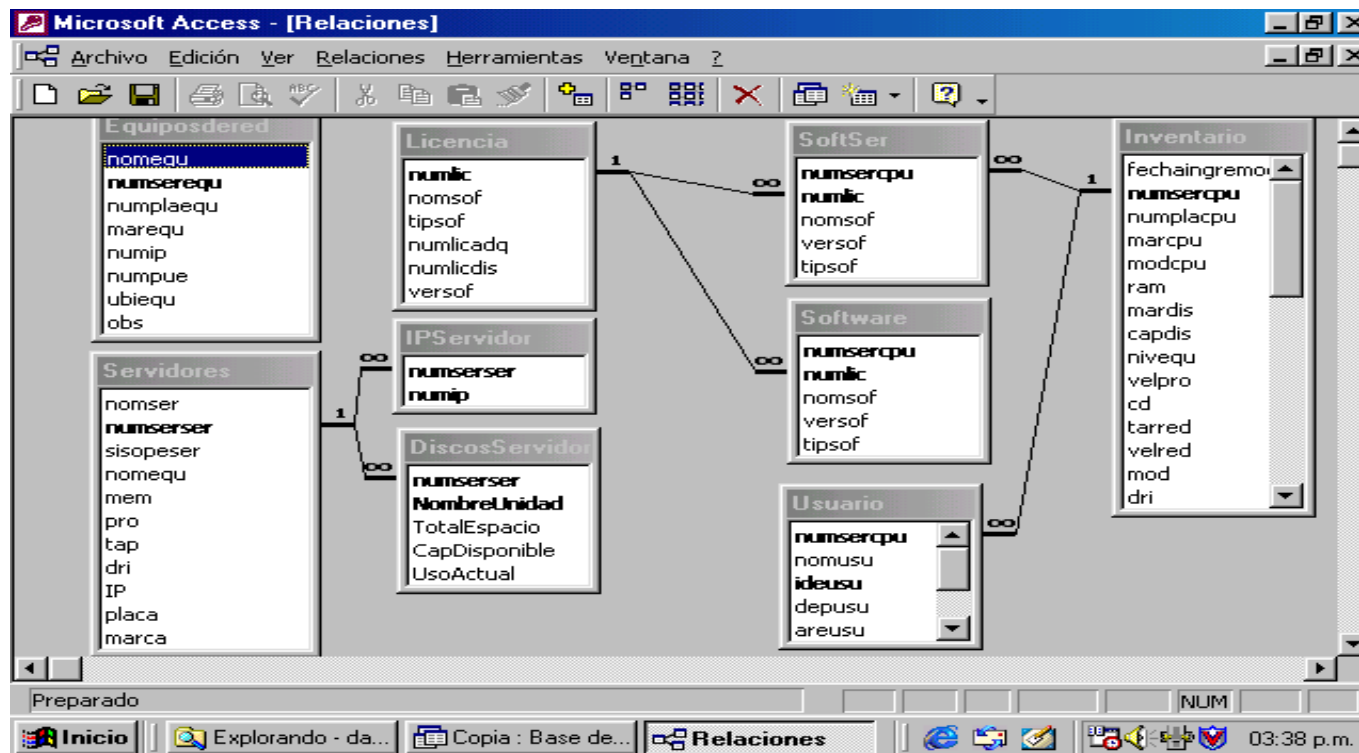 Microsoft Access - [Relaciones]
Archivo Edición Ver Relaciones Herramientas Ventana ?
Equiposdered
nomequ
numserequ
numplaequ
marequ
numip
numpue
ubiequ
obs
Licencia
numlic
nomsof
tipsof
numlicadq
numlicdis
versof
SoftSer
numsercpu
numlic
nomsof
versof
tipsof
Inventario
fechaingremo
numsercpu
numplacpu
marcpu
modcpu
ram
mardis
capdis
nivequ
velpro
cd
tarred
velred
mod
dri
Servidores
nomser
numserser
sisopeser
nomequ
mem
pro
tap
dri
IP
placa
marca
IPServidor
numserser
numip
DiscosServidor
numserser
NombreUnidad
TotalEspacio
CapDisponible
UsoActual
Software
numsercpu
numlic
nomsof
versof
tipsof
Usuario
numsercpu
nomusu
ideusu
depusu
areusu
1 ∞ ∞ ∞ 1 ∞
1 ∞ ∞
Preparado NUM
Inicio Explorando - da... Copia : Base de... Relaciones 03:38 p.m.